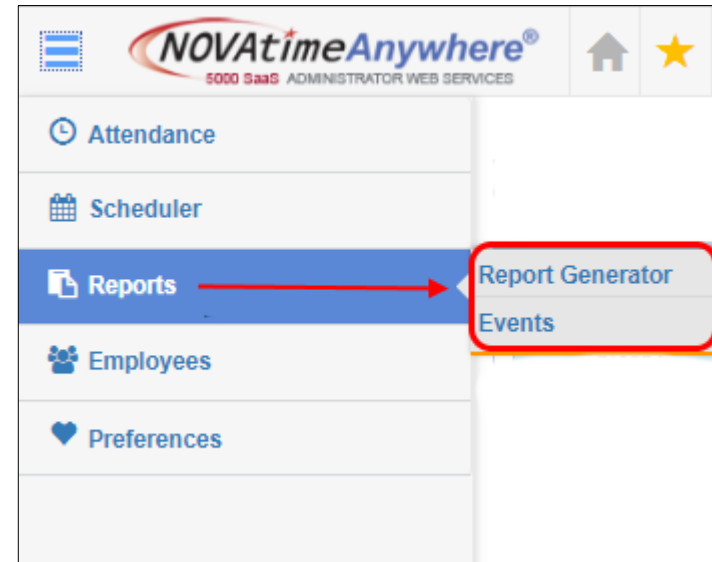 NOVAtimeAnywhere®
5000 SaaS ADMINISTRATOR WEB SERVICES
Attendance
Scheduler
Reports
Report Generator
Events
Employees
Preferences